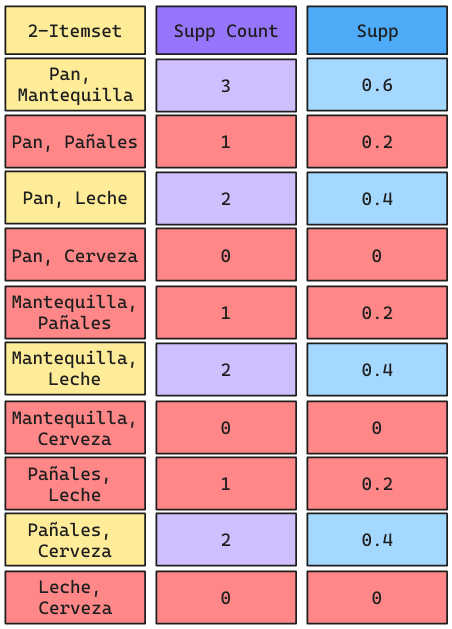 2-Itemset Supp Count Supp
Pan,
Mantequilla 3 0.6
Pan, Pañales 1 0.2
Pan, Leche 2 0.4
Pan, Cerveza 0 0
Mantequilla,
Pañales 1 0.2
Mantequilla,
Leche 2 0.4
Mantequilla,
Cerveza 0 0
Pañales,
Leche 1 0.2
Pañales,
Cerveza 2 0.4
Leche,
Cerveza 0 0